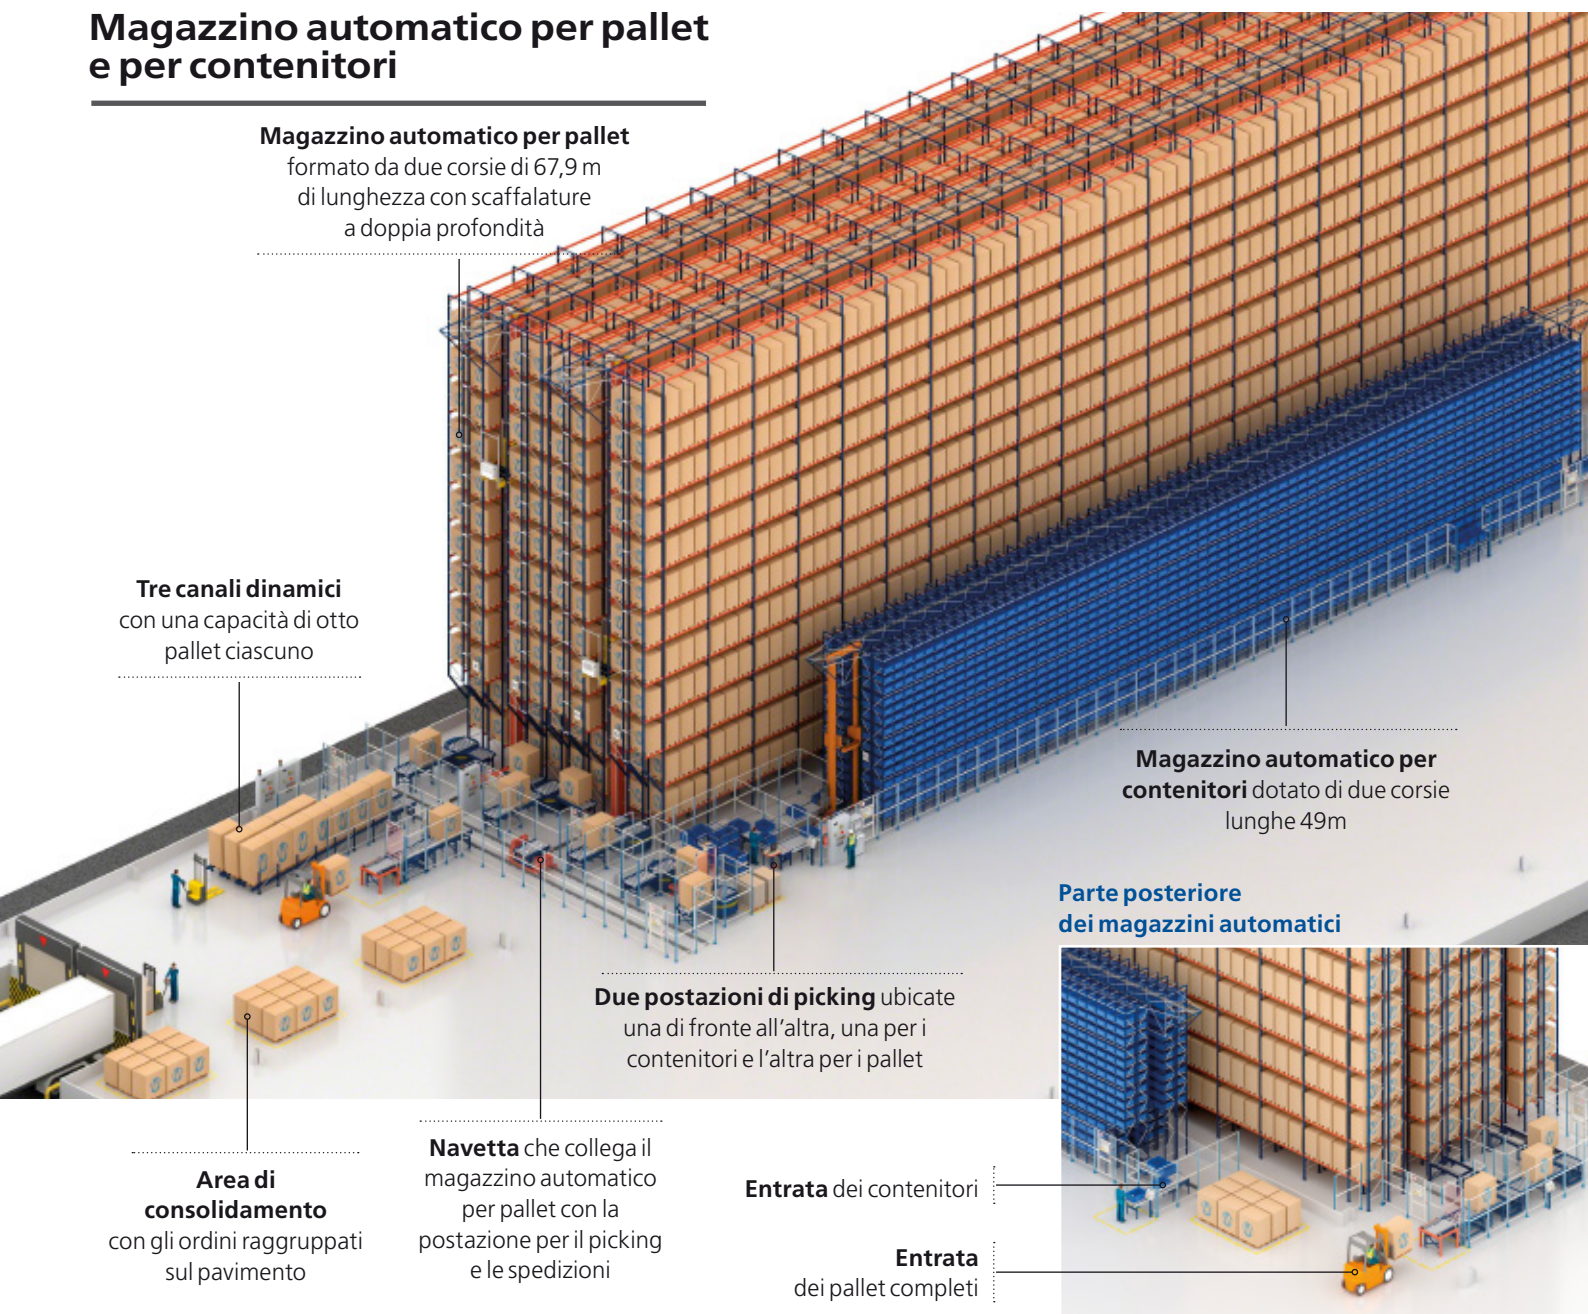 Magazzino automatico per pallet
e per contenitori
Magazzino automatico per pallet
formato da due corsie di 67,9 m
di lunghezza con scaffalature
a doppia profondità
Tre canali dinamici
con una capacità di otto
pallet ciascuno
Magazzino automatico per
contenitori dotato di due corsie
lunghe 49m
Parte posteriore
dei magazzini automatici
Due postazioni di picking ubicate
una di fronte all'altra, una per i
contenitori e l'altra per i pallet
Area di
consolidamento
con gli ordini raggruppati
sul pavimento
Navetta che collega il
magazzino automatico
per pallet con la
postazione per il picking
e le spedizioni
Entrata dei contenitori
Entrata
dei pallet completi